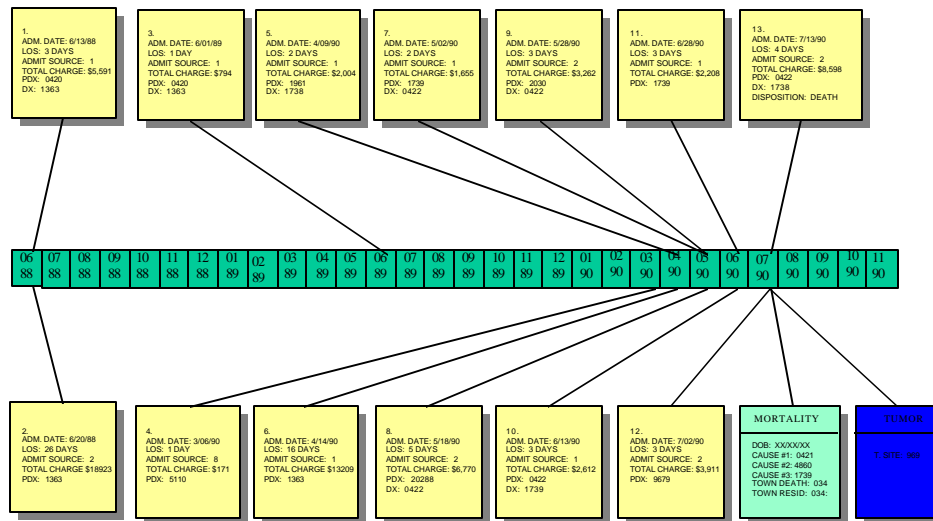 1.
ADM. DATE: 6/13/88
LOS: 3 DAYS
ADMIT SOURCE: 1
TOTAL CHARGE: $5,591
PDX: 0420
DX: 1363
3.
ADM. DATE: 6/01/89
LOS: 1 DAY
ADMIT SOURCE: 1
TOTAL CHARGE: $794
PDX: 0420
DX: 1363
5.
ADM. DATE: 4/09/90
LOS: 2 DAYS
ADMIT SOURCE: 1
TOTAL CHARGE: $2,004
PDX: 1961
DX: 1738
7.
ADM. DATE: 5/02/90
LOS: 2 DAYS
ADMIT SOURCE: 1
TOTAL CHARGE: $1,655
PDX: 1739
DX: 0422
9.
ADM. DATE: 5/28/90
LOS: 3 DAYS
ADMIT SOURCE: 2
TOTAL CHARGE: $3,262
PDX: 2030
DX: 0422
11.
ADM. DATE: 6/28/90
LOS: 3 DAYS
ADMIT SOURCE: 1
TOTAL CHARGE: $2,208
PDX: 1739
13.
ADM. DATE: 7/13/90
LOS: 4 DAYS
ADMIT SOURCE: 2
TOTAL CHARGE: $8,598
PDX: 0422
DX: 1738
DISPOSITION: DEATH
06 07 08 09 10 11 12 01 02 03 04 05 06 07 08 09 10 11 12 01 02 03 04 05 06 07 08 09 10 11
88 88 88 88 88 88 88 89 89 89 89 89 89 89 89 89 89 89 89 90 90 90 90 90 90 90 90 90 90 90
2.
ADM. DATE: 6/20/88
LOS: 26 DAYS
ADMIT SOURCE: 2
TOTAL CHARGE $18923
PDX: 1363
4.
ADM. DATE: 3/06/90
LOS: 1 DAY
ADMIT SOURCE: 8
TOTAL CHARGE: $171
PDX: 5110
6.
ADM. DATE: 4/14/90
LOS: 16 DAYS
ADMIT SOURCE: 1
TOTAL CHARGE $13209
PDX: 1363
8.
ADM. DATE: 5/18/90
LOS: 5 DAYS
ADMIT SOURCE: 2
TOTAL CHARGE: $6,770
PDX: 20288
DX: 0422
10.
ADM. DATE: 6/13/90
LOS: 3 DAYS
ADMIT SOURCE: 1
TOTAL CHARGE: $2,612
PDX: 0422
DX: 1739
12.
ADM. DATE: 7/02/90
LOS: 3 DAYS
ADMIT SOURCE: 2
TOTAL CHARGE: $3,911
PDX: 9679
MORTALITY
DOB: XX/XX/XX
CAUSE #1: 0421
CAUSE #2: 4860
CAUSE #3: 1739
TOWN DEATH: 034
TOWN RESID: 034:
TUMOR
T. SITE: